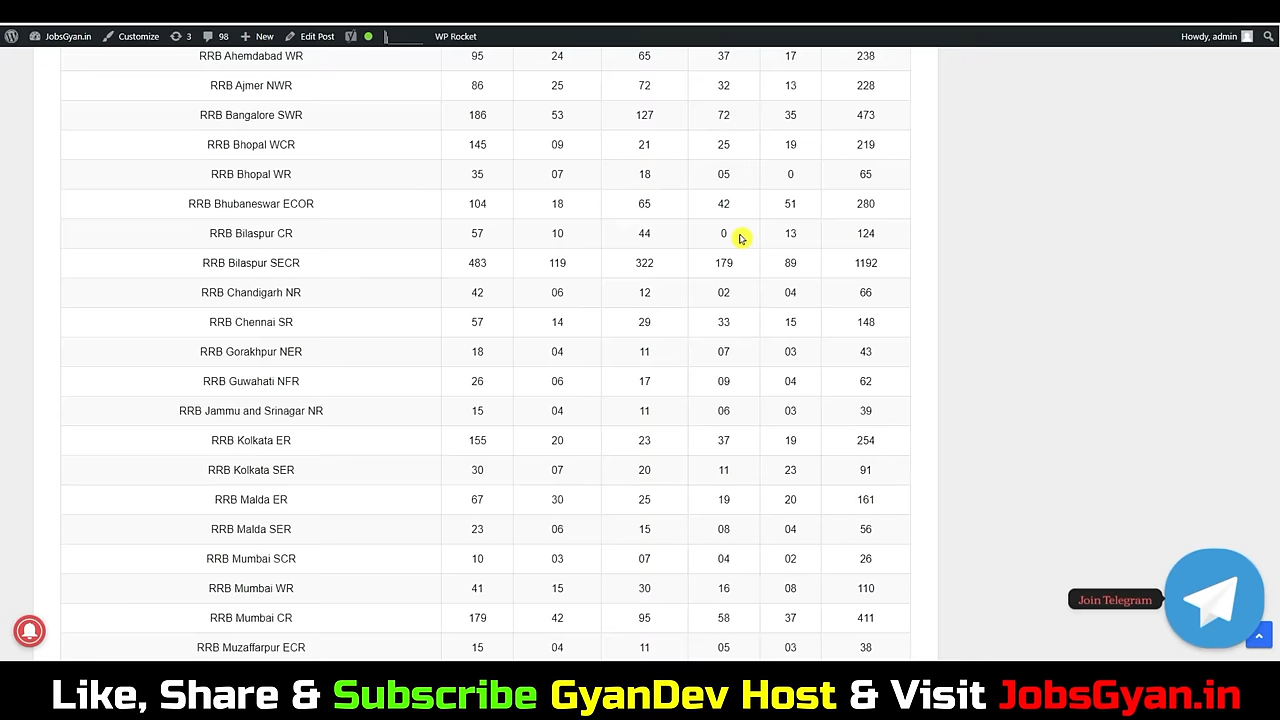 JobsGyan.in Customize 3 98 New Edit Post WP Rocket Howdy, admin
RRB Ahemdabad WR 95 24 65 37 17 238
RRB Ajmer NWR 86 25 72 32 13 228
RRB Bangalore SWR 186 53 127 72 35 473
RRB Bhopal WCR 145 09 21 25 19 219
RRB Bhopal WR 35 07 18 05 0 65
RRB Bhubaneswar ECOR 104 18 65 42 51 280
RRB Bilaspur CR 57 10 44 0 13 124
RRB Bilaspur SECR 483 119 322 179 89 1192
RRB Chandigarh NR 42 06 12 02 04 66
RRB Chennai SR 57 14 29 33 15 148
RRB Gorakhpur NER 18 04 11 07 03 43
RRB Guwahati NFR 26 06 17 09 04 62
RRB Jammu and Srinagar NR 15 04 11 06 03 39
RRB Kolkata ER 155 20 23 37 19 254
RRB Kolkata SER 30 07 20 11 23 91
RRB Malda ER 67 30 25 19 20 161
RRB Malda SER 23 06 15 08 04 56
RRB Mumbai SCR 10 03 07 04 02 26
RRB Mumbai WR 41 15 30 16 08 110
Join Telegram
RRB Mumbai CR 179 42 95 58 37 411
RRB Muzaffarpur ECR 15 04 11 05 03 38
Like, Share & Subscribe GyanDev Host & Visit JobsGyan.in